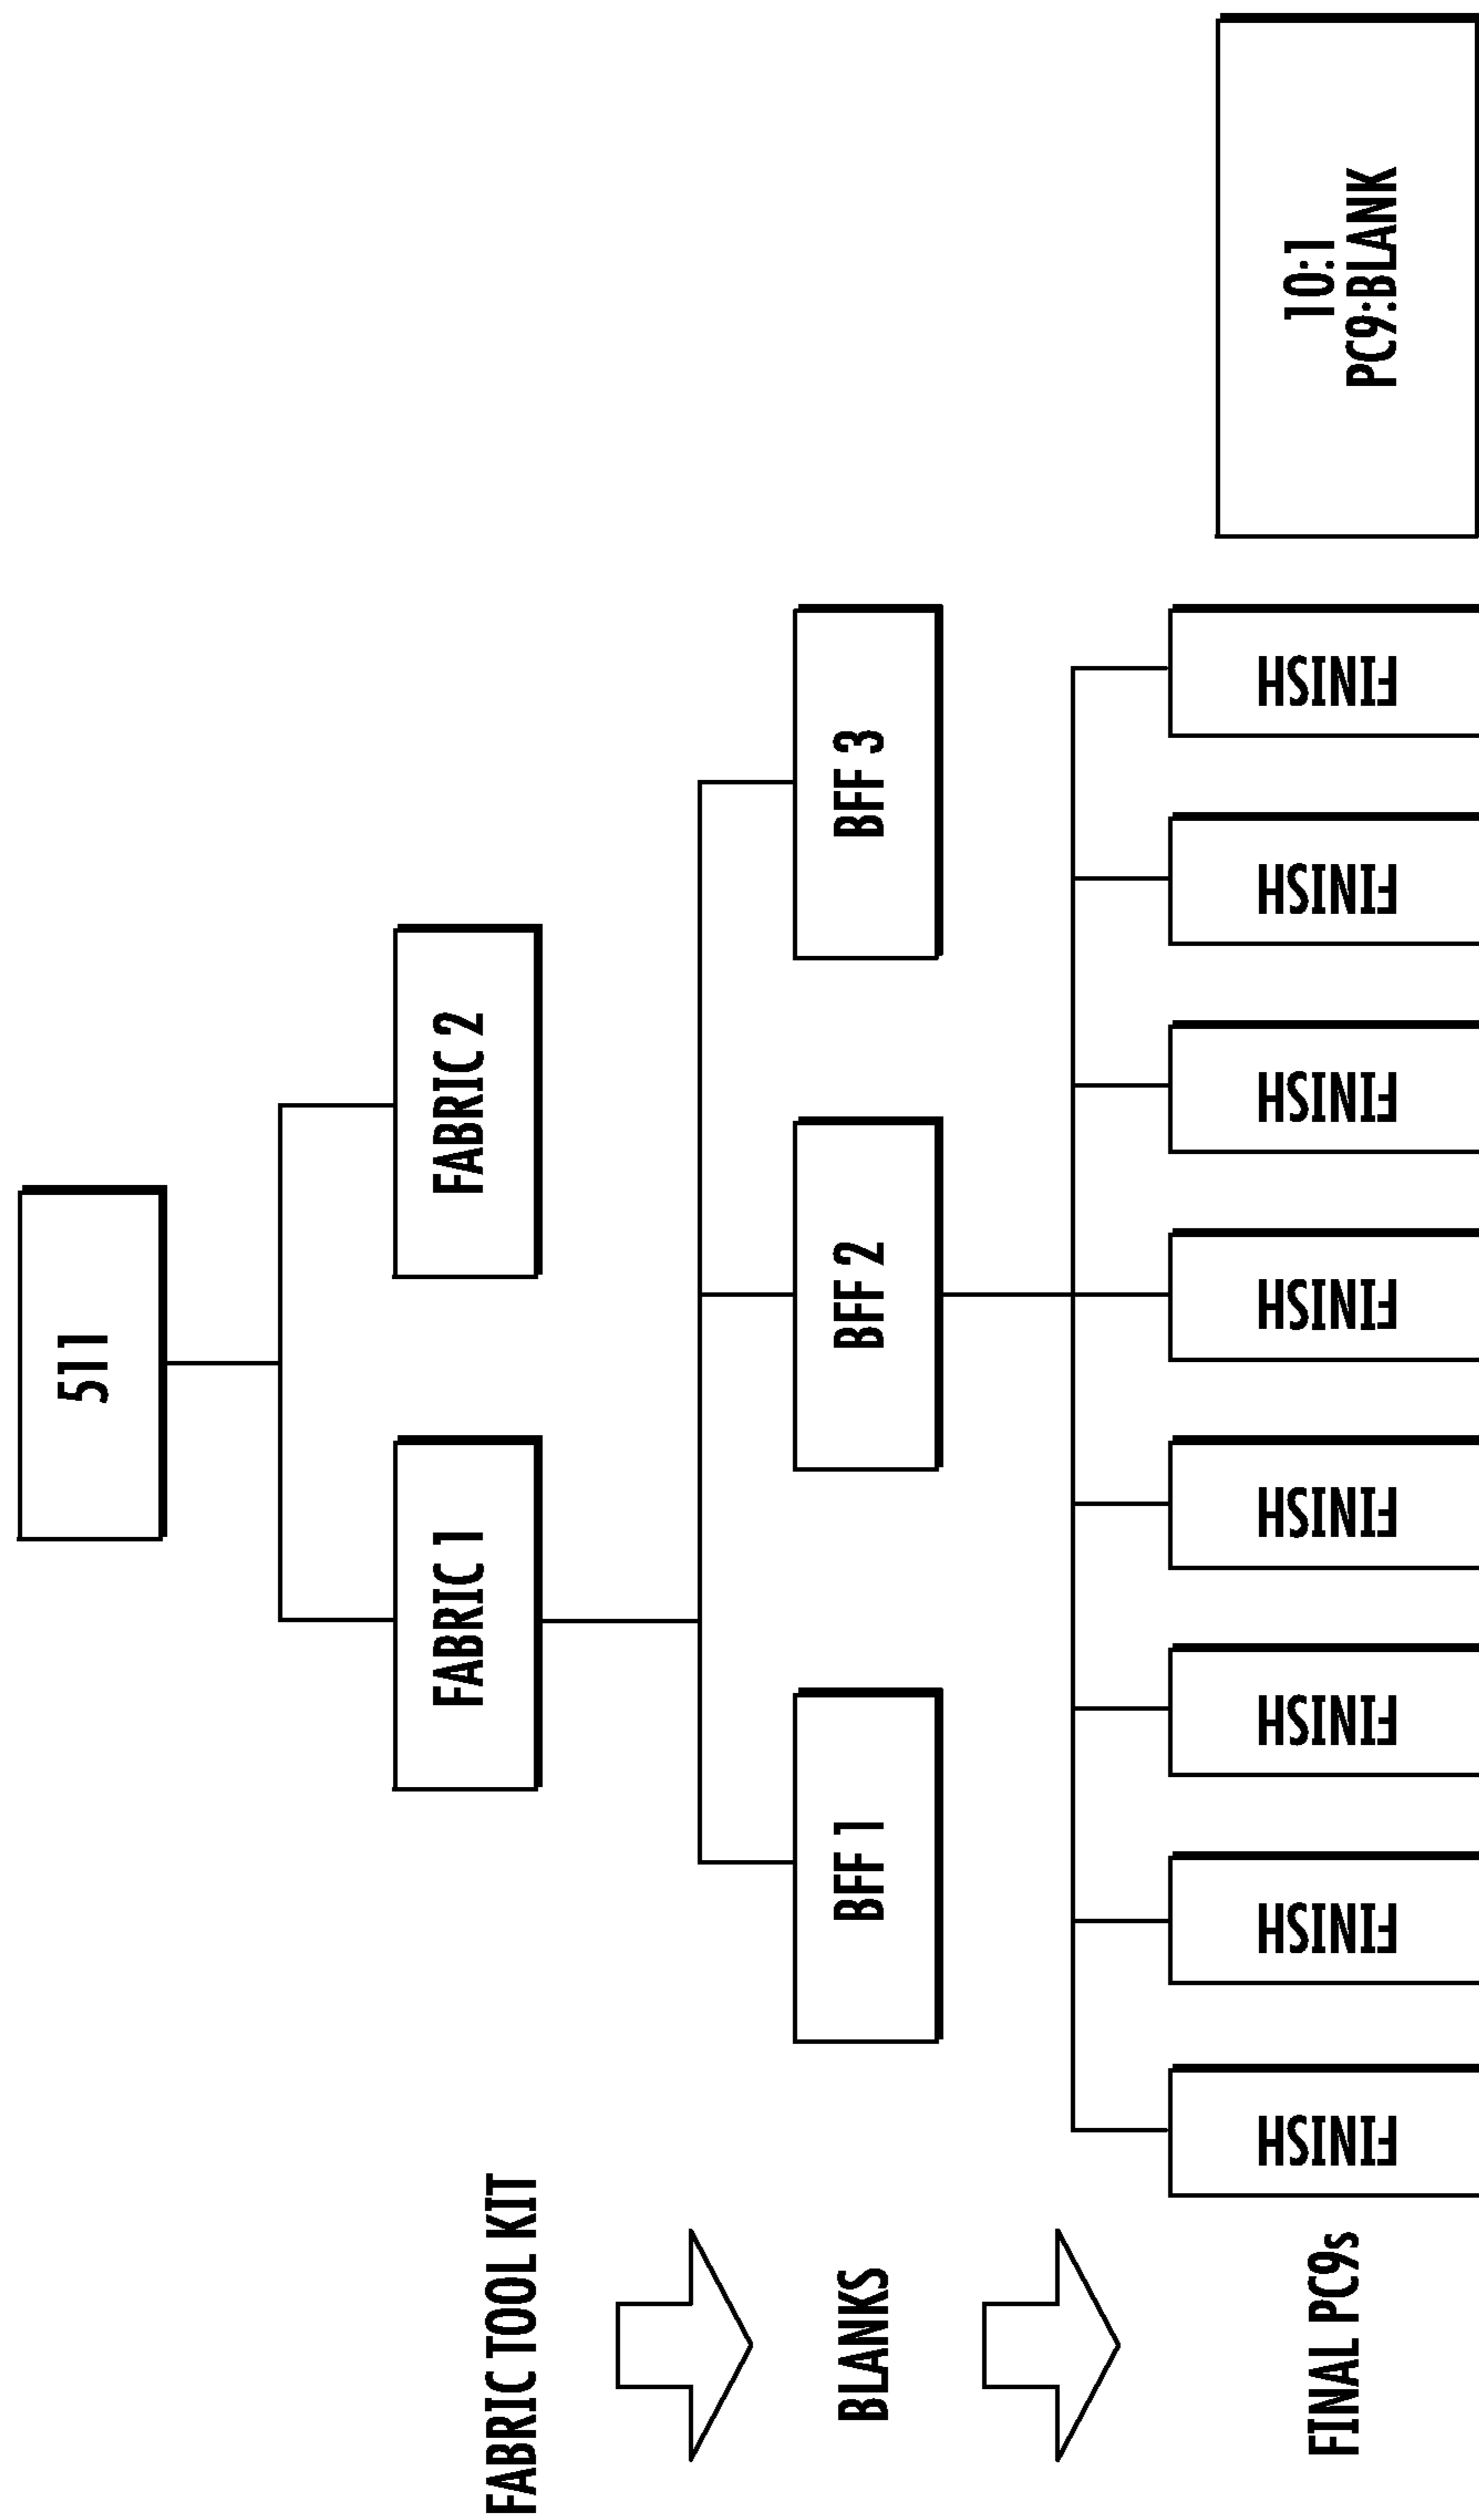 511
FABRIC TOOL KIT
FABRIC 1
FABRIC 2
BLANKS
BFF 1
BFF 2
BFF 3
FINAL PC9s
FINISH
FINISH
FINISH
FINISH
FINISH
FINISH
FINISH
FINISH
10:1
PC9:BLANK